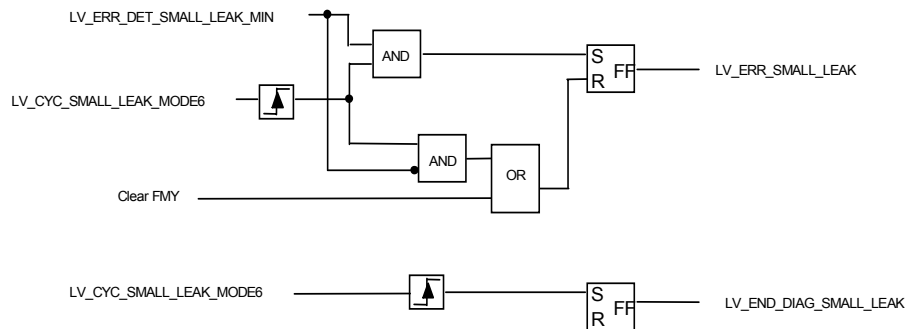 LV_ERR_DET_SMALL_LEAK_MIN
AND
S
R
FF
LV_ERR_SMALL_LEAK
LV_CYC_SMALL_LEAK_MODE6
AND
OR
Clear FMY
LV_CYC_SMALL_LEAK_MODE6
S
R
FF
LV_END_DIAG_SMALL_LEAK